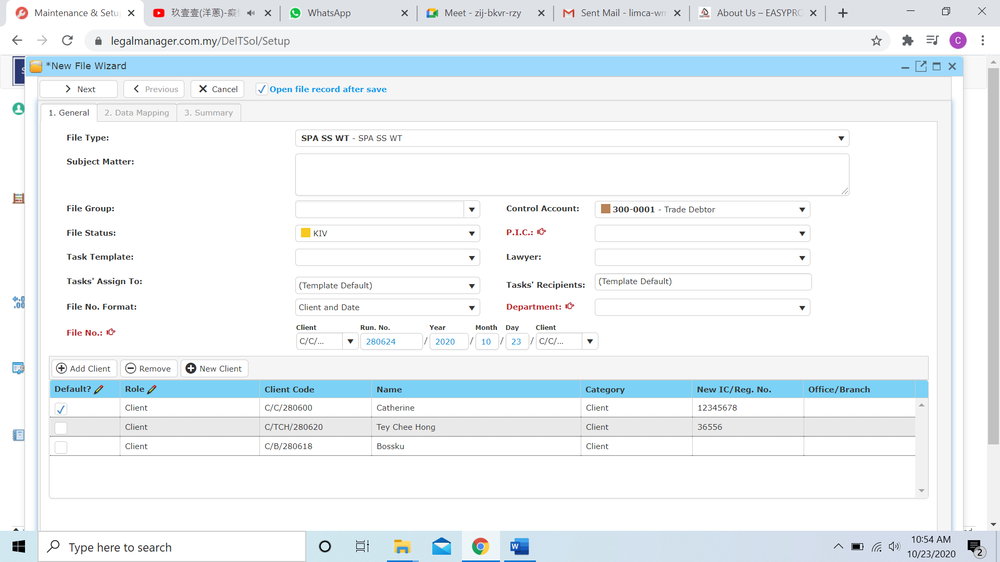 Maintenance & Setu
玖壹壹(洋蔥)-癡
WhatsApp
Meet - zij-bkvr-rzy
Sent Mail - limca-wm
About Us – EASYPRO
legalmanager.com.my/DeITSol/Setup
C
*New File Wizard
Next
Previous
Cancel
Open file record after save
1. General
2. Data Mapping
3. Summary
File Type:
SPA SS WT - SPA SS WT
Subject Matter:
File Group:
Control Account:
300-0001 - Trade Debtor
File Status:
KIV
P.I.C.:
Task Template:
Lawyer:
Tasks' Assign To:
(Template Default)
Tasks' Recipients:
(Template Default)
File No. Format:
Client and Date
Department:
File No.:
Client Run. No. Year Month Day Client
C/C/... 280624 / 2020 / 10 / 23 / C/C/...
Add Client
Remove
New Client
Default? Role Client Code Name Category New IC/Reg. No. Office/Branch
Client C/C/280600 Catherine Client 12345678
Client C/TCH/280620 Tey Chee Hong Client 36556
Client C/B/280618 Bossku Client
Type here to search
10:54 AM
10/23/2020
2